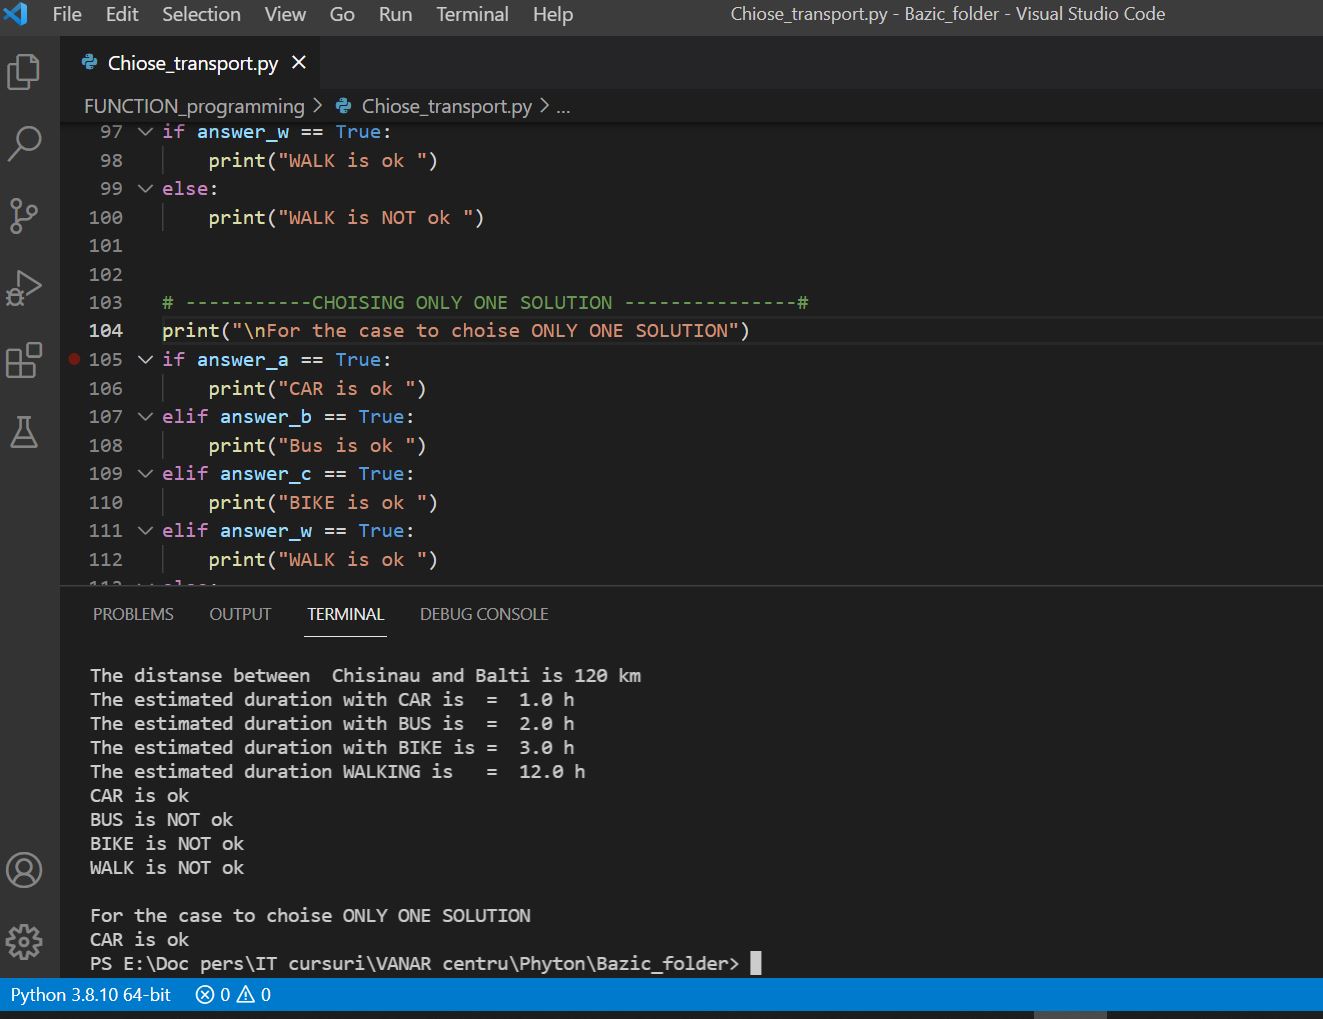 File Edit Selection View Go Run Terminal Help Chiose_transport.py - Bazic_folder - Visual Studio Code
Chiose_transport.py
FUNCTION_programming > Chiose_transport.py > ...
97 if answer_w == True:
98 print("WALK is ok ")
99 else:
100 print("WALK is NOT ok ")
101
102
103 # -----------CHOISING ONLY ONE SOLUTION ---------------#
104 print("\nFor the case to choise ONLY ONE SOLUTION")
105 if answer_a == True:
106 print("CAR is ok ")
107 elif answer_b == True:
108 print("Bus is ok ")
109 elif answer_c == True:
110 print("BIKE is ok ")
111 elif answer_w == True:
112 print("WALK is ok ")
113 else:
PROBLEMS OUTPUT TERMINAL DEBUG CONSOLE
The distanse between  Chisinau and Balti is 120 km
The estimated duration with CAR is  =  1.0 h
The estimated duration with BUS is  =  2.0 h
The estimated duration with BIKE is =  3.0 h
The estimated duration WALKING is   =  12.0 h
CAR is ok
BUS is NOT ok
BIKE is NOT ok
WALK is NOT ok
For the case to choise ONLY ONE SOLUTION
CAR is ok
PS E:\Doc pers\IT cursuri\VANAR centru\Phyton\Bazic_folder>
Python 3.8.10 64-bit 0 0